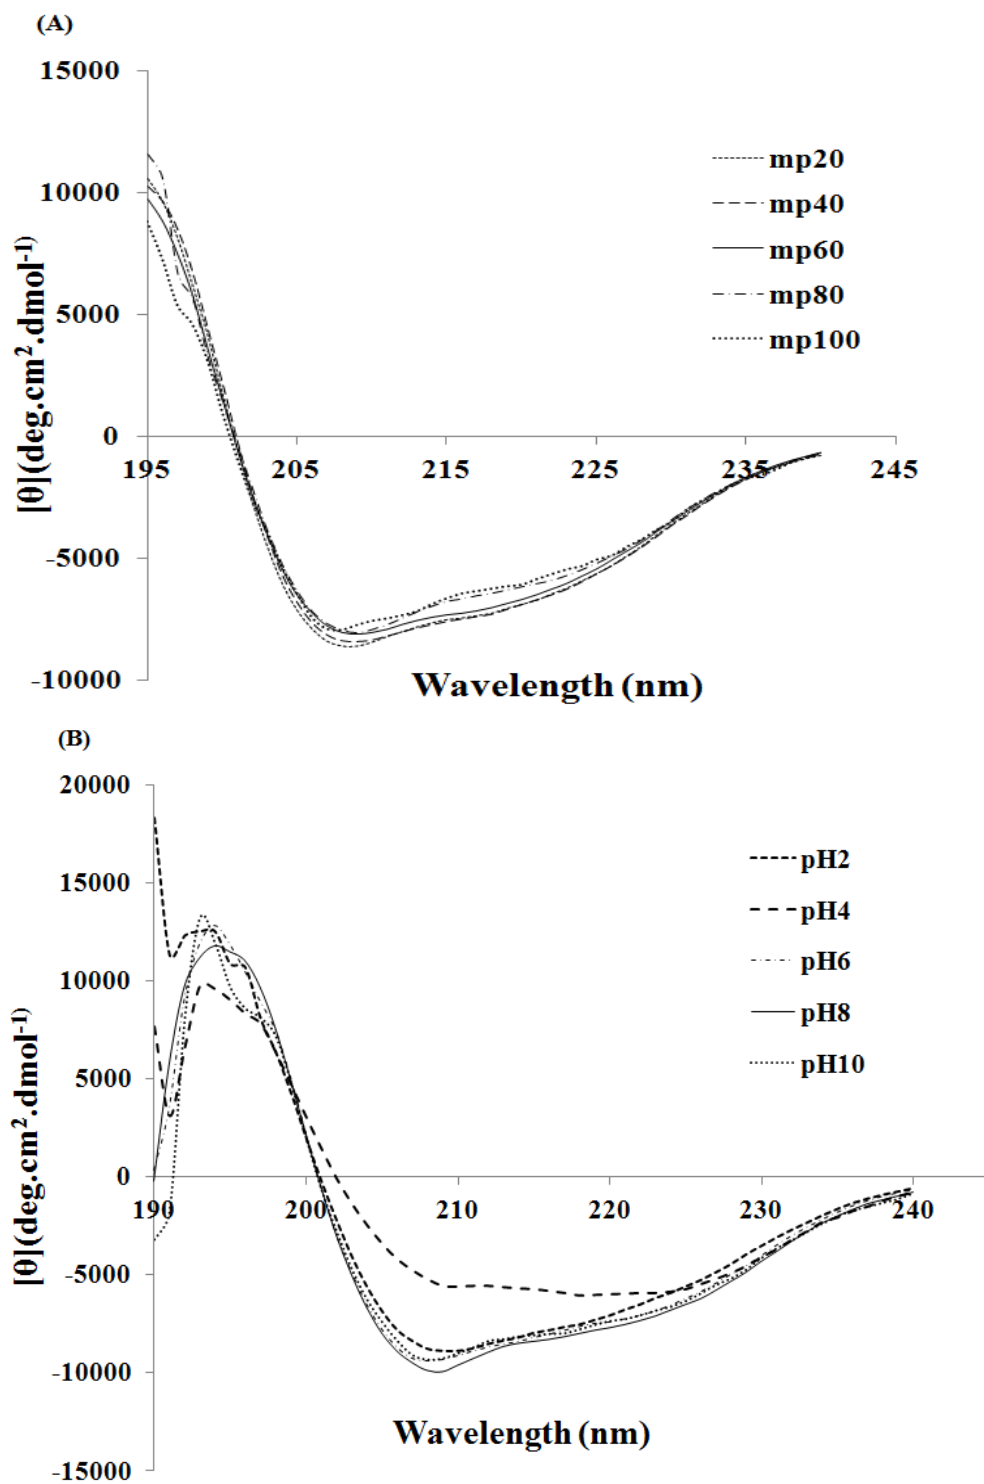 (A)
15000
10000
5000
0
-5000
-10000
195 205 215 225 235 245
[θ](deg.cm².dmol⁻¹)
Wavelength (nm)
mp20
mp40
mp60
mp80
mp100
(B)
20000
15000
10000
5000
0
-5000
-10000
-15000
190 200 210 220 230 240
[θ](deg.cm².dmol⁻¹)
Wavelength (nm)
pH2
pH4
pH6
pH8
pH10